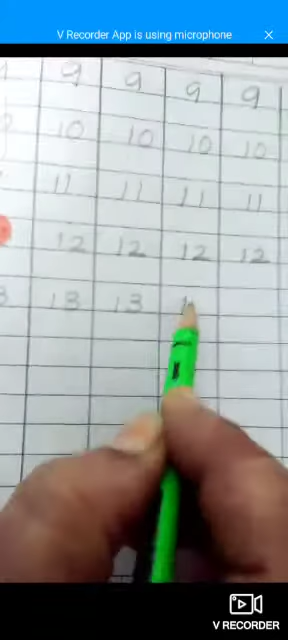 V Recorder App is using microphone
9 9 9 9
10 10 10 10
11 11 11 11
12 12 12 12
13 13 1
V RECORDER